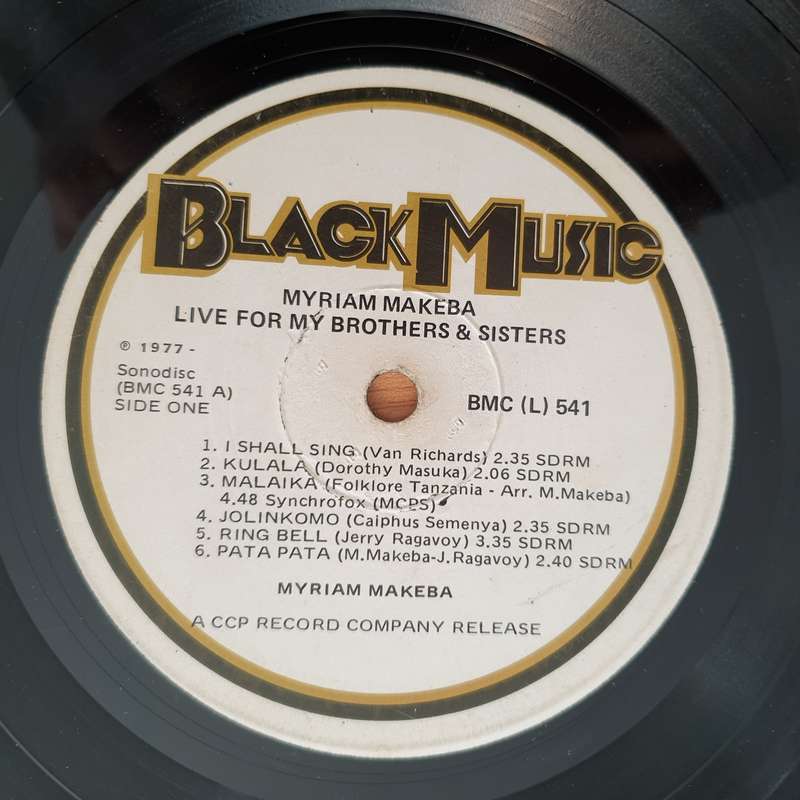 BLACK MUSIC
MYRIAM MAKEBA
LIVE FOR MY BROTHERS & SISTERS
℗ 1977 -
Sonodisc
(BMC 541 A)
SIDE ONE
BMC (L) 541
1. I SHALL SING (Van Richards) 2.35 SDRM
2. KULALA (Dorothy Masuka) 2.06 SDRM
3. MALAIKA (Folklore Tanzania - Arr. M.Makeba)
4.48 Synchrofox (MCPS)
4. JOLINKOMO (Caiphus Semenya) 2.35 SDRM
5. RING BELL (Jerry Ragavoy) 3.35 SDRM
6. PATA PATA (M.Makeba-J.Ragavoy) 2.40 SDRM
MYRIAM MAKEBA
A CCP RECORD COMPANY RELEASE